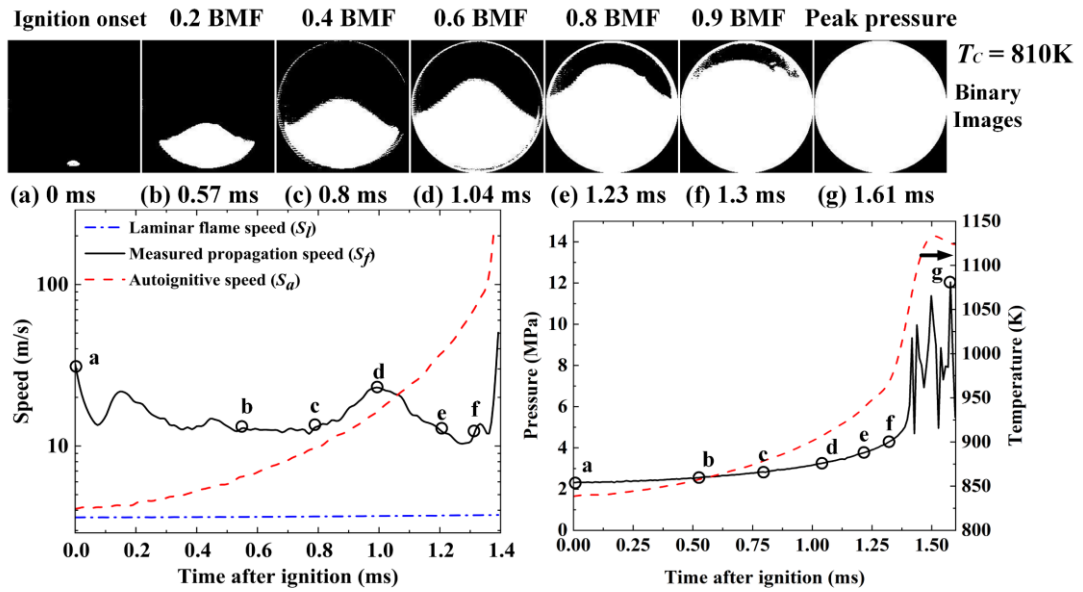 Ignition onset 0.2 BMF 0.4 BMF 0.6 BMF 0.8 BMF 0.9 BMF Peak pressure
T_C = 810K
Binary
Images
(a) 0 ms (b) 0.57 ms (c) 0.8 ms (d) 1.04 ms (e) 1.23 ms (f) 1.3 ms (g) 1.61 ms
Laminar flame speed (S_l)
Measured propagation speed (S_f)
Autoignitive speed (S_a)
100
10
Speed (m/s)
a
b
c
d
e
f
0.0 0.2 0.4 0.6 0.8 1.0 1.2 1.4
Time after ignition (ms)
14
12
10
8
6
4
2
0
Pressure (MPa)
a
b
c
d
e
f
g
1150
1100
1050
1000
950
900
850
800
Temperature (K)
0.00 0.25 0.50 0.75 1.00 1.25 1.50
Time after ignition (ms)